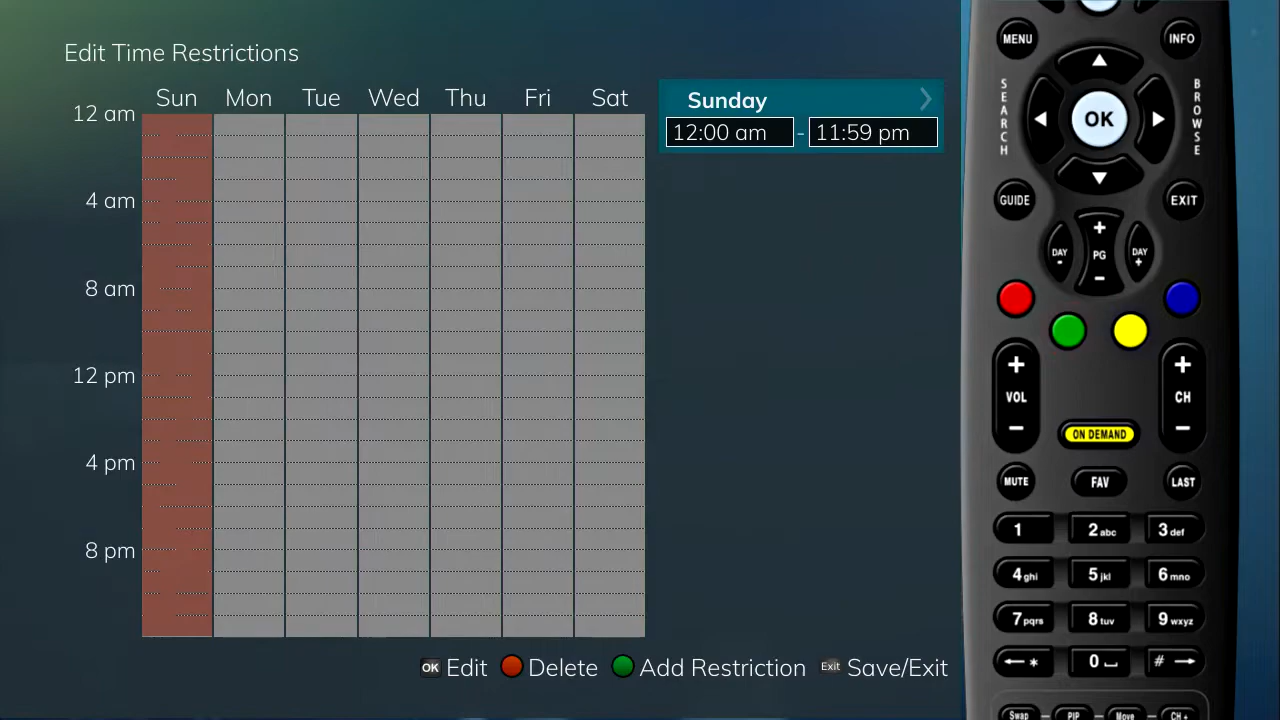 Edit Time Restrictions
Sun Mon Tue Wed Thu Fri Sat
12 am
4 am
8 am
12 pm
4 pm
8 pm
Sunday
12:00 am - 11:59 pm
OK Edit Delete Add Restriction Exit Save/Exit
MENU INFO
SEARCH OK BROWSE
GUIDE EXIT
DAY - + PG - DAY +
+ VOL - + CH -
ON DEMAND
MUTE FAV LAST
1 2abc 3def
4ghi 5jkl 6mno
7pqrs 8tuv 9wxyz
* 0 #
Swap PIP Move CH+